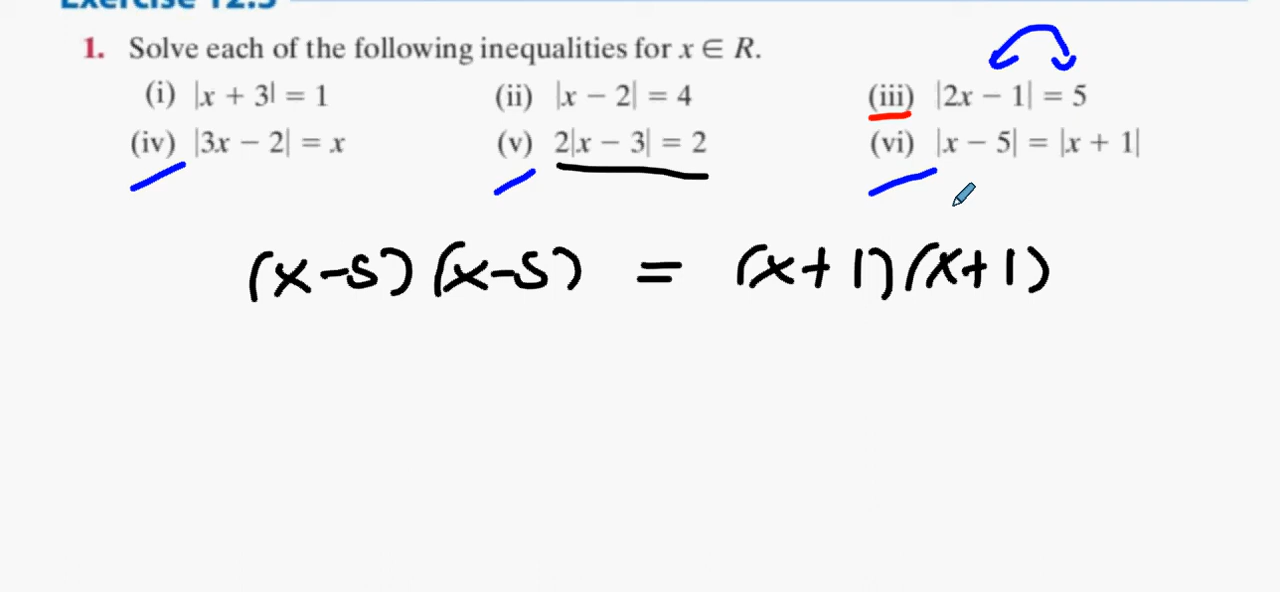 Exercise 12.3
1. Solve each of the following inequalities for x ∈ R.
(i) |x + 3| = 1 (ii) |x − 2| = 4 (iii) |2x − 1| = 5
(iv) |3x − 2| = x (v) 2|x − 3| = 2 (vi) |x − 5| = |x + 1|
(x-5)(x-5) = (x+1)(x+1)